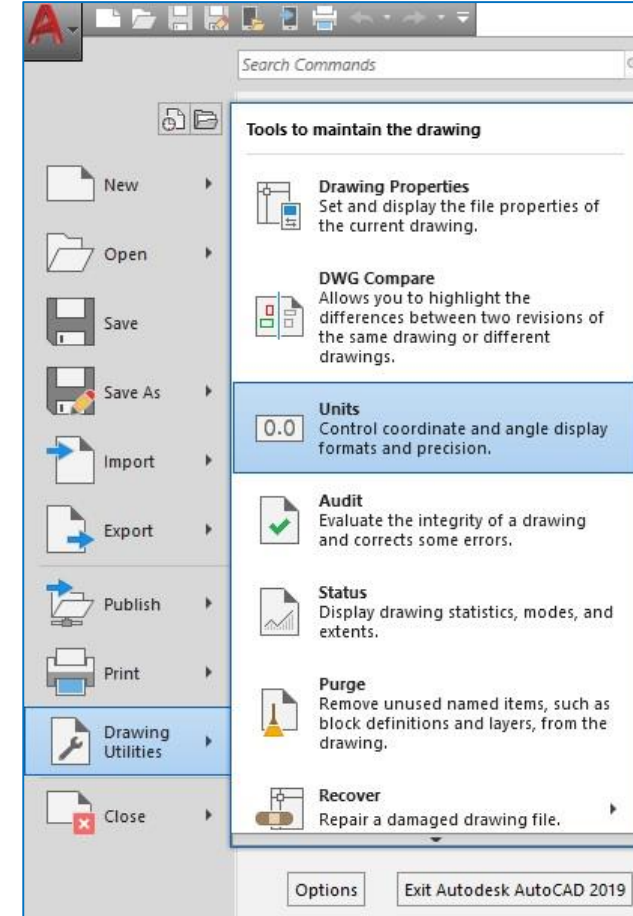 A
Search Commands
Tools to maintain the drawing
New
Open
Save
Save As
Import
Export
Publish
Print
Drawing
Utilities
Close
Drawing Properties
Set and display the file properties of
the current drawing.
DWG Compare
Allows you to highlight the
differences between two revisions of
the same drawing or different
drawings.
0.0
Units
Control coordinate and angle display
formats and precision.
Audit
Evaluate the integrity of a drawing
and corrects some errors.
Status
Display drawing statistics, modes, and
extents.
Purge
Remove unused named items, such as
block definitions and layers, from the
drawing.
Recover
Repair a damaged drawing file.
Options
Exit Autodesk AutoCAD 2019